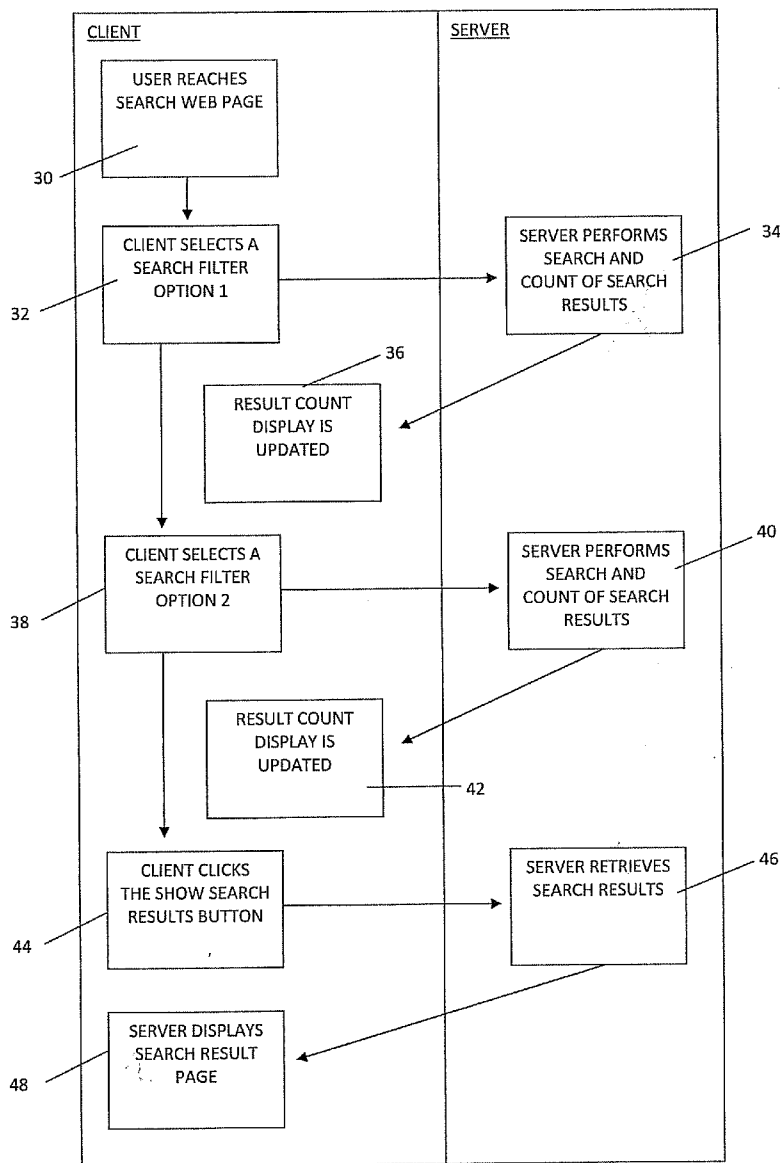 CLIENT
SERVER
USER REACHES
SEARCH WEB PAGE
30
CLIENT SELECTS A
SEARCH FILTER
OPTION 1
32
SERVER PERFORMS
SEARCH AND
COUNT OF SEARCH
RESULTS
34
36
RESULT COUNT
DISPLAY IS
UPDATED
CLIENT SELECTS A
SEARCH FILTER
OPTION 2
38
SERVER PERFORMS
SEARCH AND
COUNT OF SEARCH
RESULTS
40
RESULT COUNT
DISPLAY IS
UPDATED
42
CLIENT CLICKS
THE SHOW SEARCH
RESULTS BUTTON
44
SERVER RETRIEVES
SEARCH RESULTS
46
SERVER DISPLAYS
SEARCH RESULT
PAGE
48